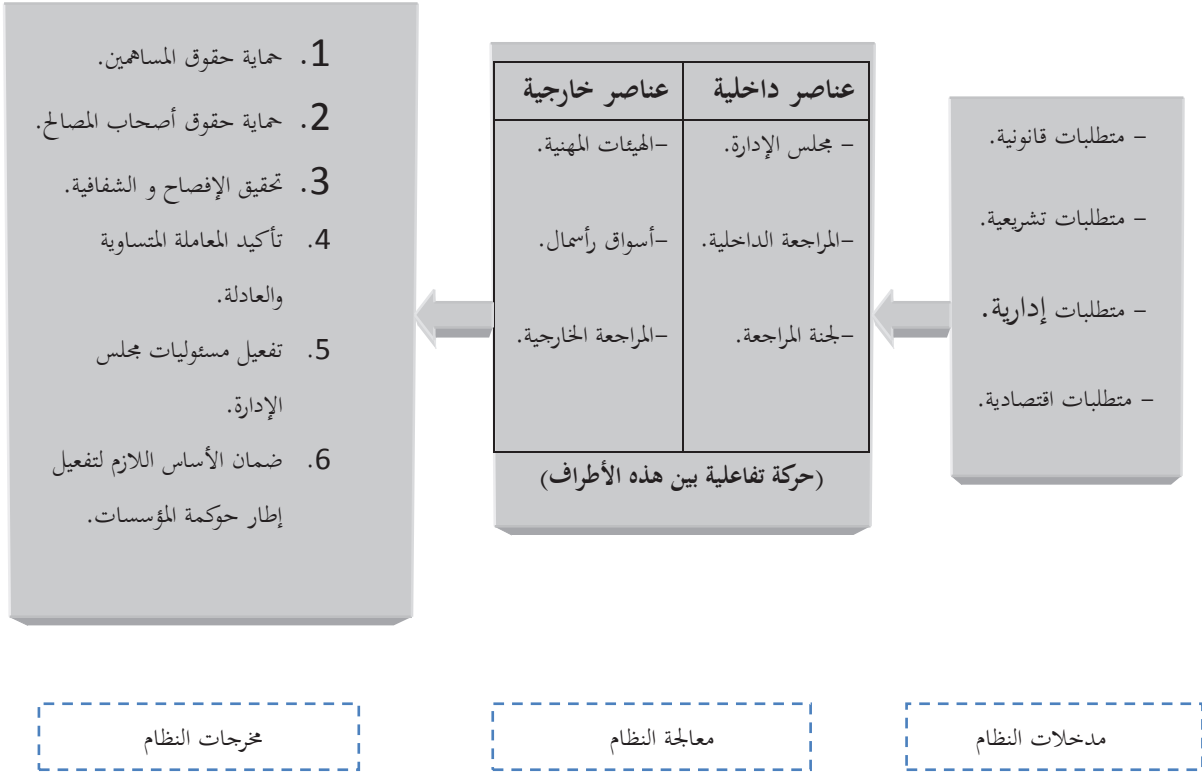 - متطلبات قانونية.
- متطلبات تشريعية.
- متطلبات إدارية.
- متطلبات اقتصادية.
عناصر داخلية
- مجلس الإدارة.
-المراجعة الداخلية.
-لجنة المراجعة.
عناصر خارجية
-الهيئات المهنية.
-أسواق رأسمال.
-المراجعة الخارجية.
(حركة تفاعلية بين هذه الأطراف)
1. حماية حقوق المساهمين.
2. حماية حقوق أصحاب المصالح.
3. تحقيق الإفصاح و الشفافية.
4. تأكيد المعاملة المتساوية
والعادلة.
5. تفعيل مسئوليات مجلس
الإدارة.
6. ضمان الأساس اللازم لتفعيل
إطار حوكمة المؤسسات.
مدخلات النظام
معالجة النظام
مخرجات النظام